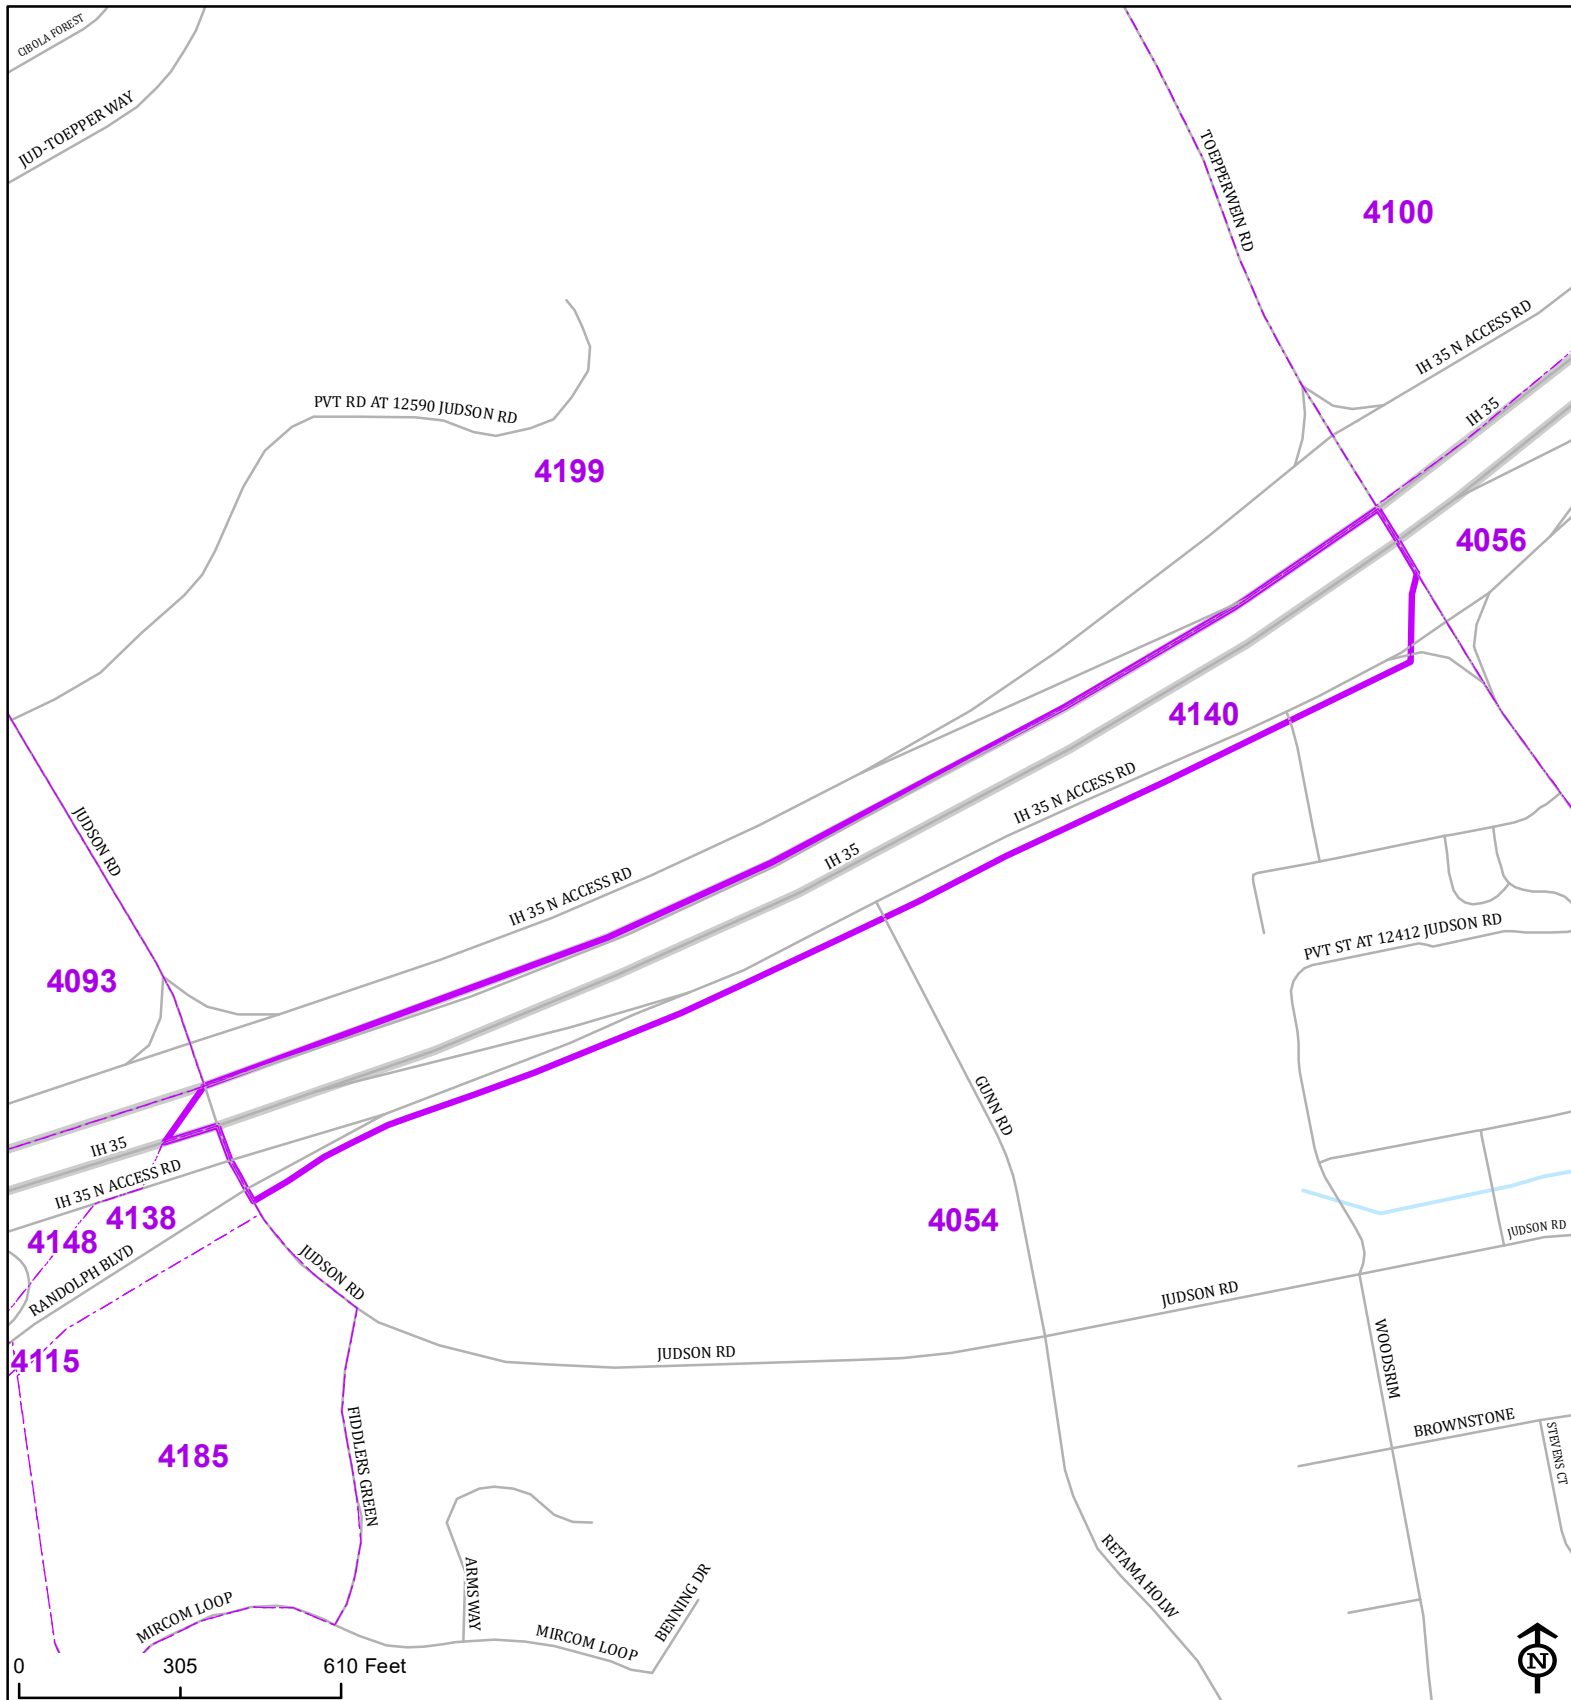 CIBOLA FOREST
JUD-TOEPPER WAY
TOEPPERWEIN RD
4100
IH 35 N ACCESS RD
PVT RD AT 12590 JUDSON RD
IH 35
4199
4056
4140
JUDSON RD
IH 35 N ACCESS RD
IH 35
IH 35 N ACCESS RD
PVT ST AT 12412 JUDSON RD
4093
GUNN RD
IH 35
IH 35 N ACCESS RD
4138
4148
4054
JUDSON RD
RANDOLPH BLVD
JUDSON RD
JUDSON RD
JUDSON RD
4115
WOODSRIM
BROWNSTONE
4185
FIDDLERS GREEN
STEVENS CT
ARMSWAY
RETAMA HOLW
BENNING DR
MIRCOM LOOP
MIRCOM LOOP
N
0 305 610 Feet